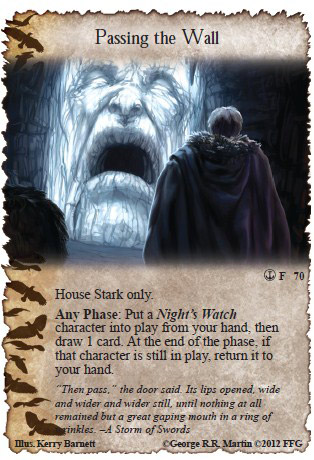 Passing the Wall
F 70
House Stark only.
Any Phase: Put a Night's Watch
character into play from your hand, then
draw 1 card. At the end of the phase, if
that character is still in play, return it to
your hand.
"Then pass," the door said. Its lips opened, wide
and wider and wider still, until nothing at all
remained but a great gaping mouth in a ring of
wrinkles. –A Storm of Swords
Illus. Kerry Barnett ©George R.R. Martin ©2012 FFG